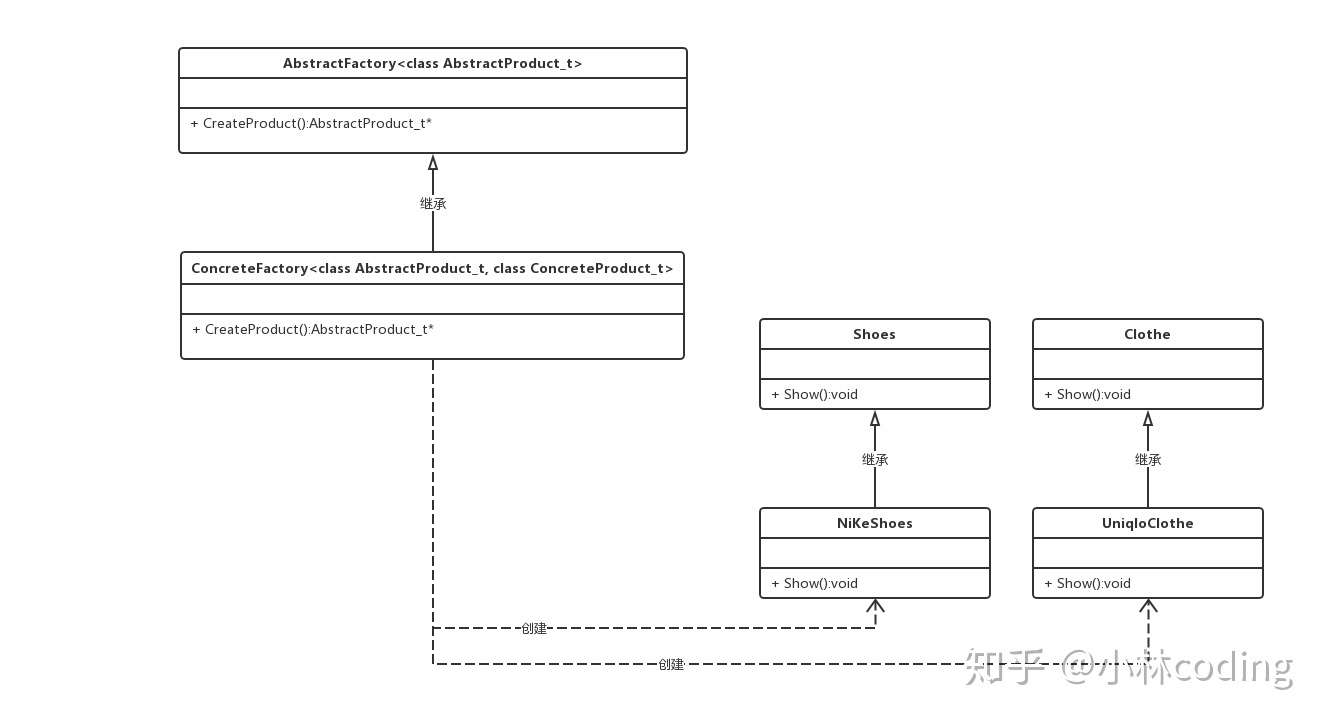 AbstractFactory<class AbstractProduct_t>
+ CreateProduct():AbstractProduct_t*
继承
ConcreteFactory<class AbstractProduct_t, class ConcreteProduct_t>
+ CreateProduct():AbstractProduct_t*
Shoes
+ Show():void
Clothe
+ Show():void
继承
继承
NiKeShoes
+ Show():void
UniqloClothe
+ Show():void
创建
创建
知乎 @小林coding